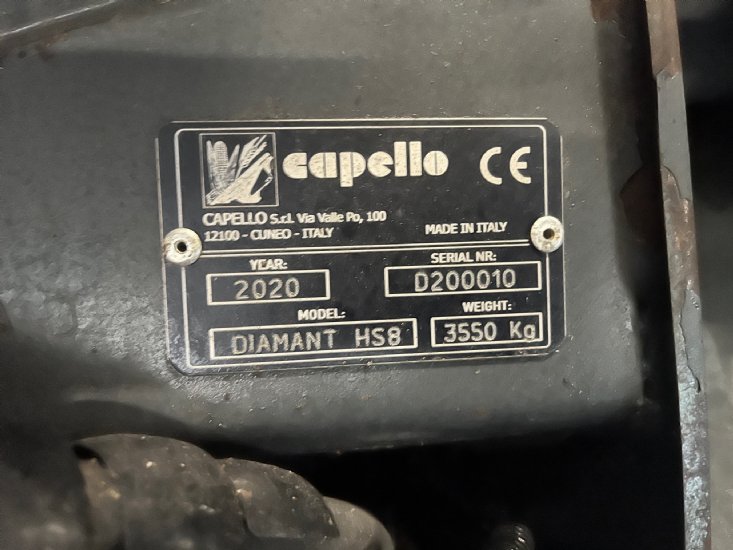 capello CE
CAPELLO S.r.l. Via Valle Po, 100
12100 - CUNEO - ITALY
MADE IN ITALY
YEAR:
2020
SERIAL NR:
D200010
MODEL:
DIAMANT HS8
WEIGHT:
3550 Kg